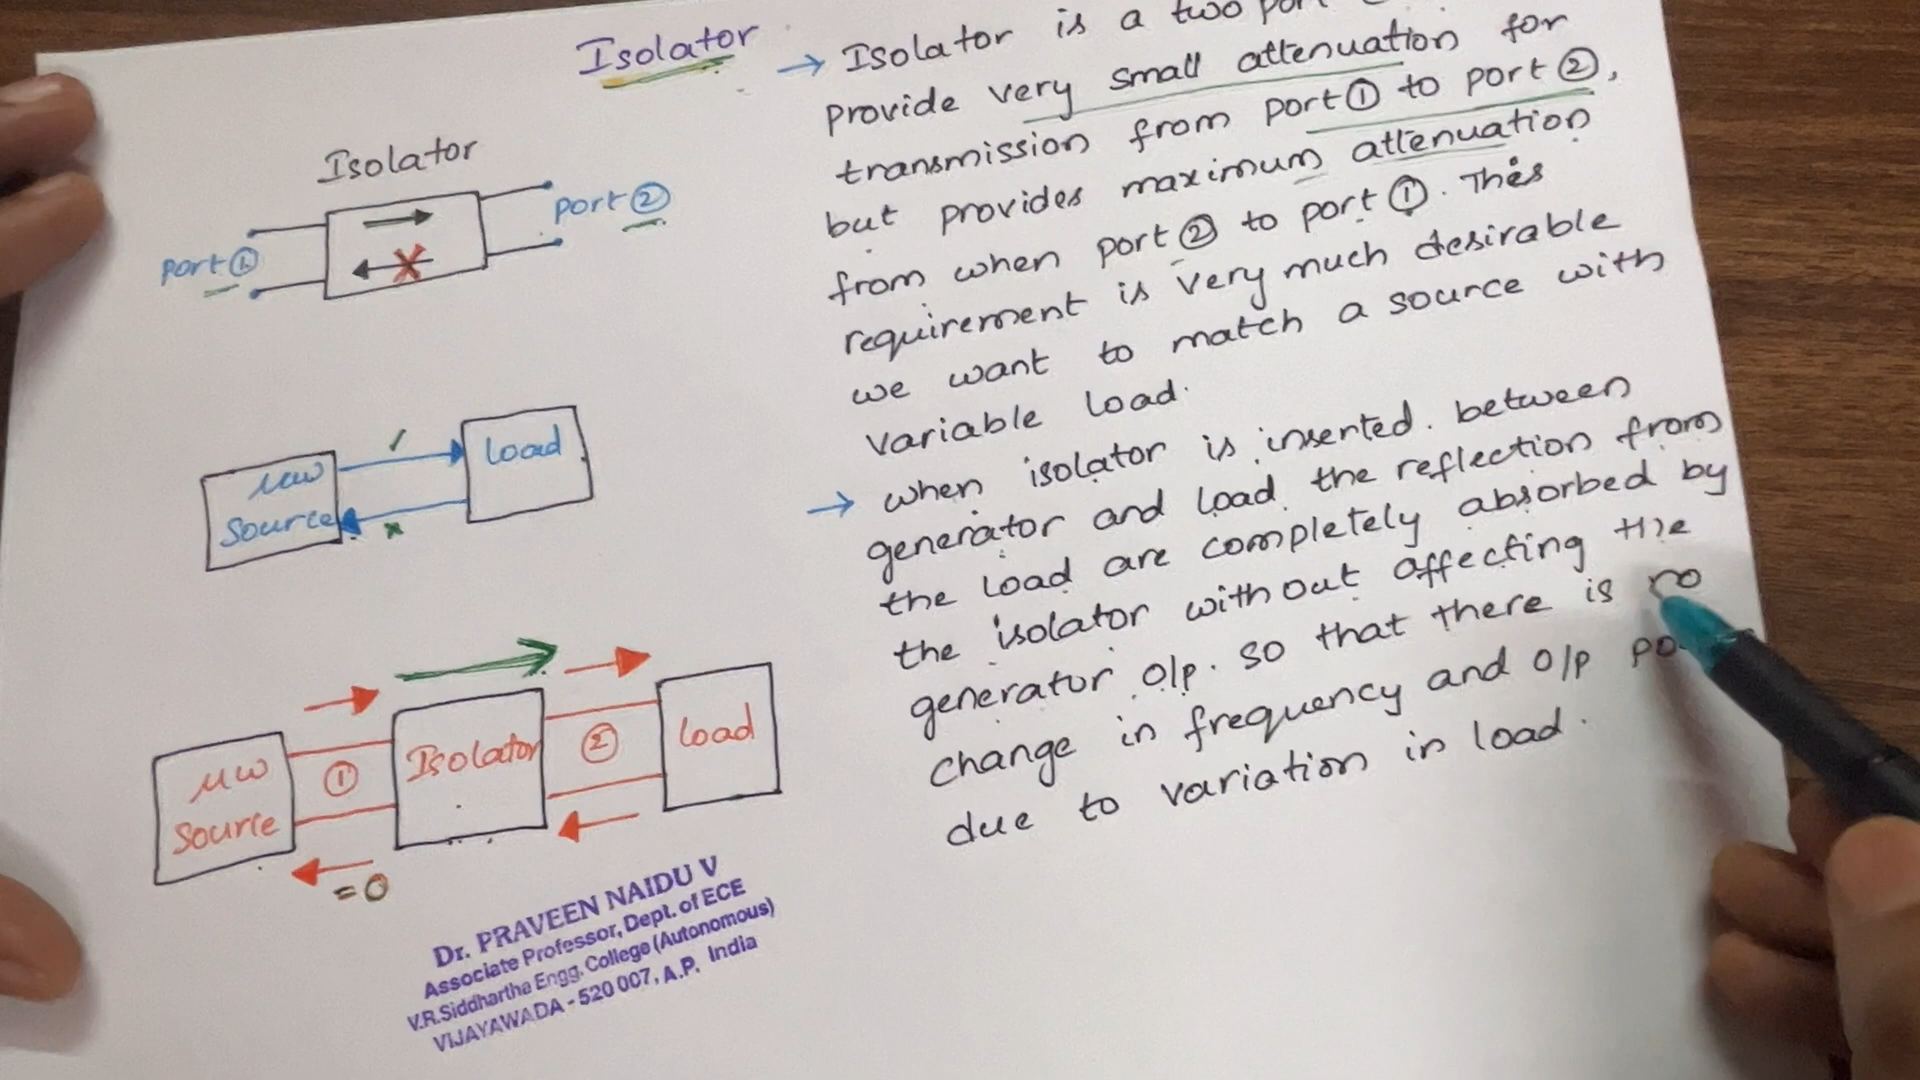 Isolator
→ Isolator is a two
provide very small attenuation for
transmission from port ① to port ②,
but provides maximum attenuation
from when port ② to port ①. This
requirement is very much desirable
we want to match a source with
variable load.
→ when isolator is inserted. between
generator and load the reflection from
the load are completely absorbed by
the isolator without affecting the
generator o/p. so that there is no
change in frequency and o/p
due to variation in load.
Isolator
port ①
port ②
X
μw
source
load
✓
x
μw
source
①
Isolator
②
load
=0
Dr. PRAVEEN NAIDU V
Associate Professor, Dept. of ECE
V.R.Siddhartha Engg. College (Autonomous)
VIJAYAWADA - 520 007, A.P. India